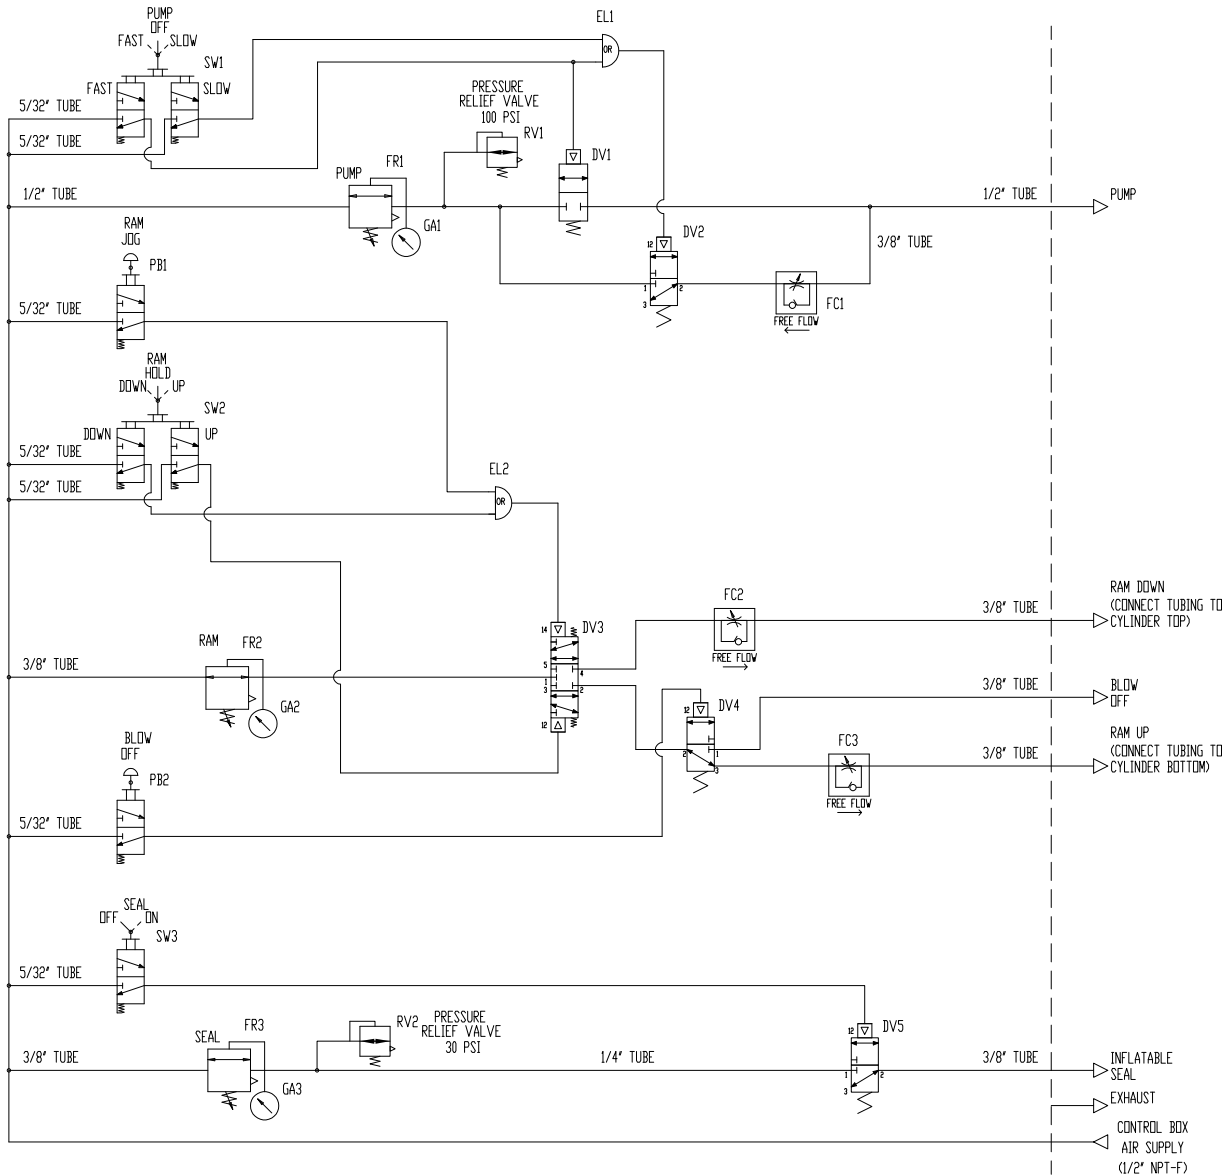 PUMP
OFF
FAST SLOW
SW1
FAST
SLOW
5/32" TUBE
5/32" TUBE
EL1
OR
PRESSURE
RELIEF VALVE
100 PSI
RV1
DV1
FR1
PUMP
1/2" TUBE
GA1
1/2" TUBE
PUMP
RAM
JOG
PB1
5/32" TUBE
DV2
12
1
2
3
3/8" TUBE
FC1
FREE FLOW
RAM
HOLD
DOWN UP
SW2
DOWN
UP
5/32" TUBE
5/32" TUBE
EL2
OR
RAM
FR2
3/8" TUBE
GA2
14
DV3
5
4
1
3
2
12
FC2
FREE FLOW
3/8" TUBE
RAM DOWN
(CONNECT TUBING TO
CYLINDER TOP)
3/8" TUBE
BLOW
OFF
12
DV4
2
1
3
FC3
FREE FLOW
3/8" TUBE
RAM UP
(CONNECT TUBING TO
CYLINDER BOTTOM)
BLOW
OFF
PB2
5/32" TUBE
SEAL
OFF ON
SW3
5/32" TUBE
SEAL
FR3
3/8" TUBE
GA3
RV2
PRESSURE
RELIEF VALVE
30 PSI
1/4" TUBE
12
DV5
1
2
3
3/8" TUBE
INFLATABLE
SEAL
EXHAUST
CONTROL BOX
AIR SUPPLY
(1/2" NPT-F)